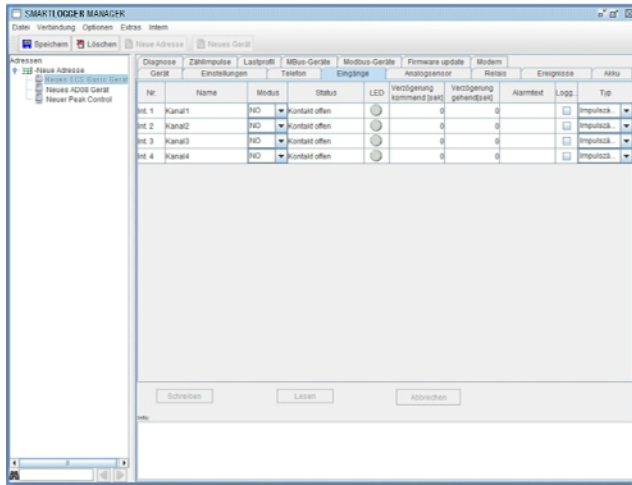 SMARTLOGGER MANAGER
Datei Verbindung Optionen Extras Intern
Speichern Löschen Neue Adresse Neues Gerät
Adressen
Neue Adresse
Neues ECS Basic Gerät
Neues AD08 Gerät
Neuer Peak Control
Diagnose Zählimpulse Lastprofil MBus-Geräte Modbus-Geräte Firmware update Modem
Gerät Einstellungen Telefon Eingänge Analogsensor Relais Ereignisse Akku
Nr. Name Modus Status LED Verzögerung kommend [sek] Verzögerung gehend[sek] Alarmtext Logg... Typ
Int. 1 Kanal1 NO Kontakt offen 0 0 Impulszä...
Int. 2 Kanal2 NO Kontakt offen 0 0 Impulszä...
Int. 3 Kanal3 NO Kontakt offen 0 0 Impulszä...
Int. 4 Kanal4 NO Kontakt offen 0 0 Impulszä...
Schreiben Lesen Abbrechen